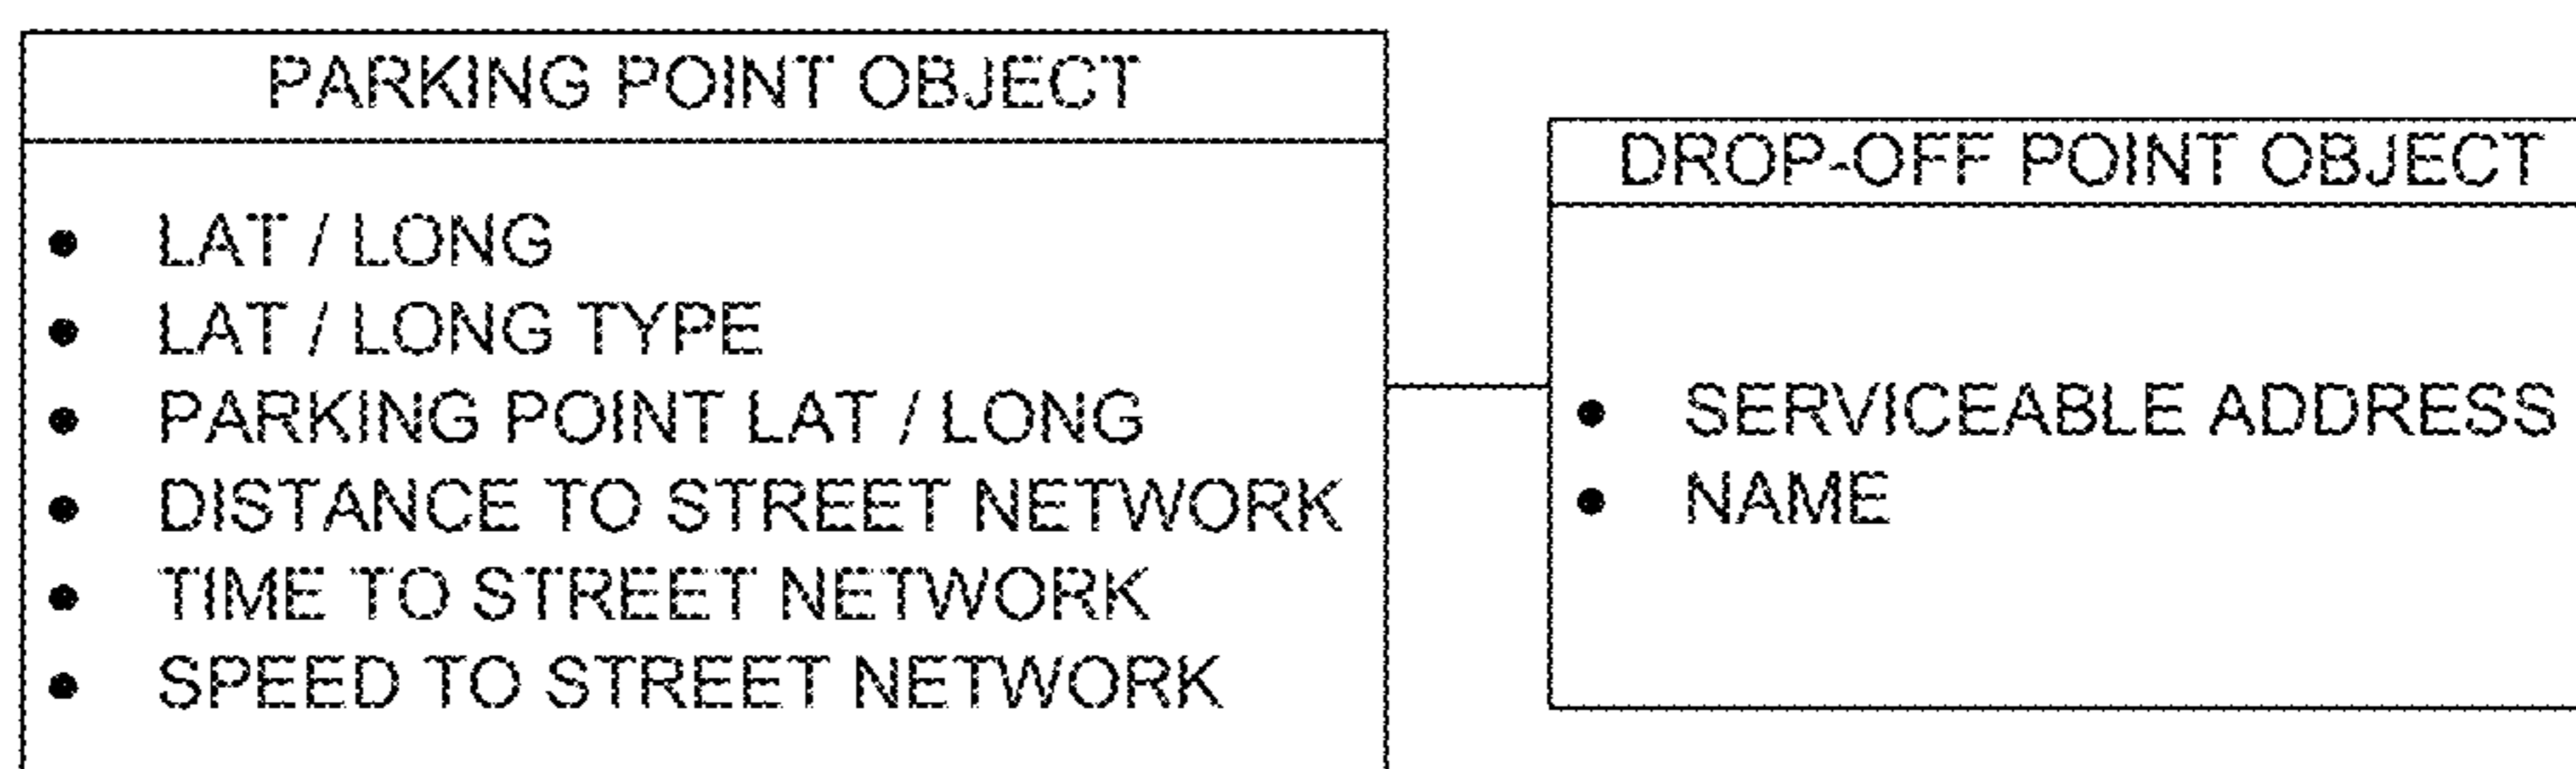 PARKING POINT OBJECT
• LAT / LONG
• LAT / LONG TYPE
• PARKING POINT LAT / LONG
• DISTANCE TO STREET NETWORK
• TIME TO STREET NETWORK
• SPEED TO STREET NETWORK
DROP-OFF POINT OBJECT
• SERVICEABLE ADDRESS
• NAME